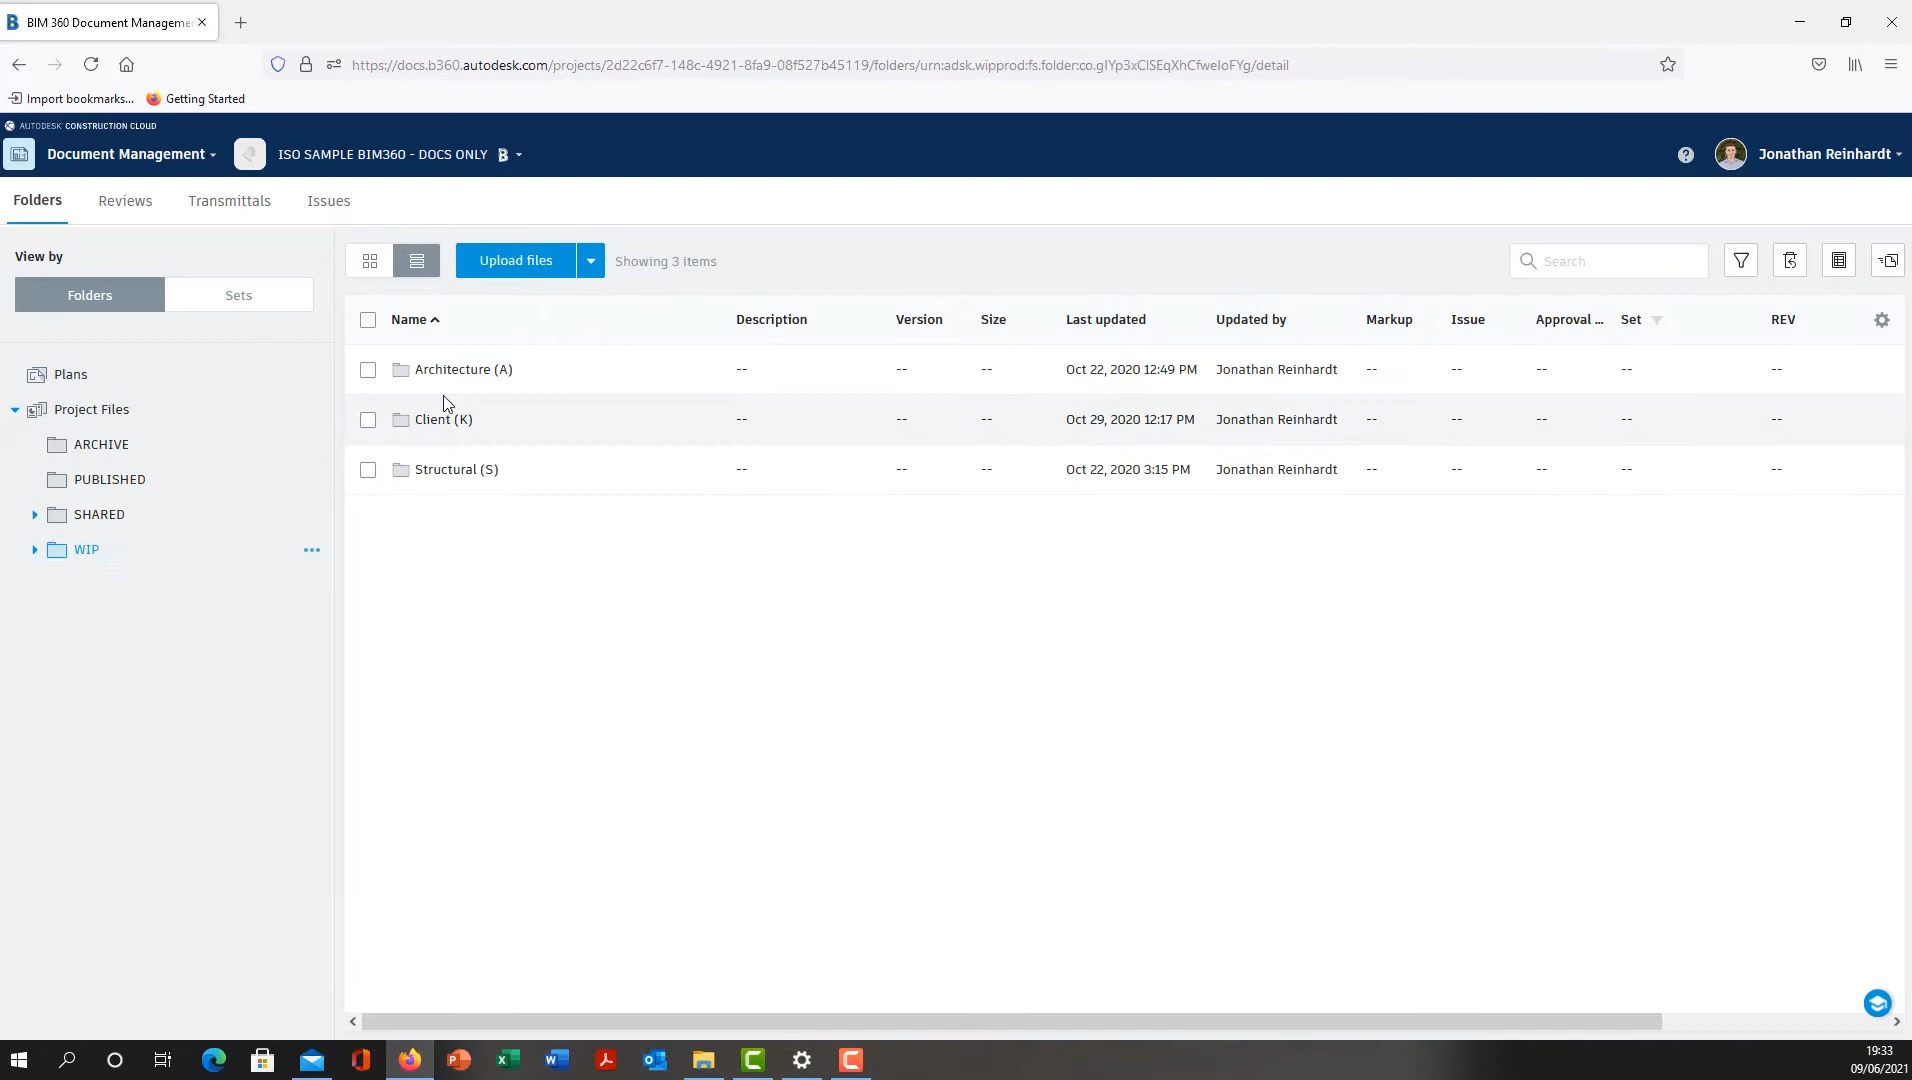 BIM 360 Document Manageme
https://docs.b360.autodesk.com/projects/2d22c6f7-148c-4921-8fa9-08f527b45119/folders/urn:adsk.wipprod:fs.folder:co.glYp3xClSEqXhCfweIoFYg/detail
Import bookmarks... Getting Started
AUTODESK CONSTRUCTION CLOUD
Document Management ISO SAMPLE BIM360 - DOCS ONLY Jonathan Reinhardt
Folders Reviews Transmittals Issues
View by
Folders Sets
Plans
Project Files
ARCHIVE
PUBLISHED
SHARED
WIP
Upload files Showing 3 items Search
Name Description Version Size Last updated Updated by Markup Issue Approval ... Set REV
Architecture (A) -- -- -- Oct 22, 2020 12:49 PM Jonathan Reinhardt -- -- -- -- --
Client (K) -- -- -- Oct 29, 2020 12:17 PM Jonathan Reinhardt -- -- -- -- --
Structural (S) -- -- -- Oct 22, 2020 3:15 PM Jonathan Reinhardt -- -- -- -- --
19:33
09/06/2021